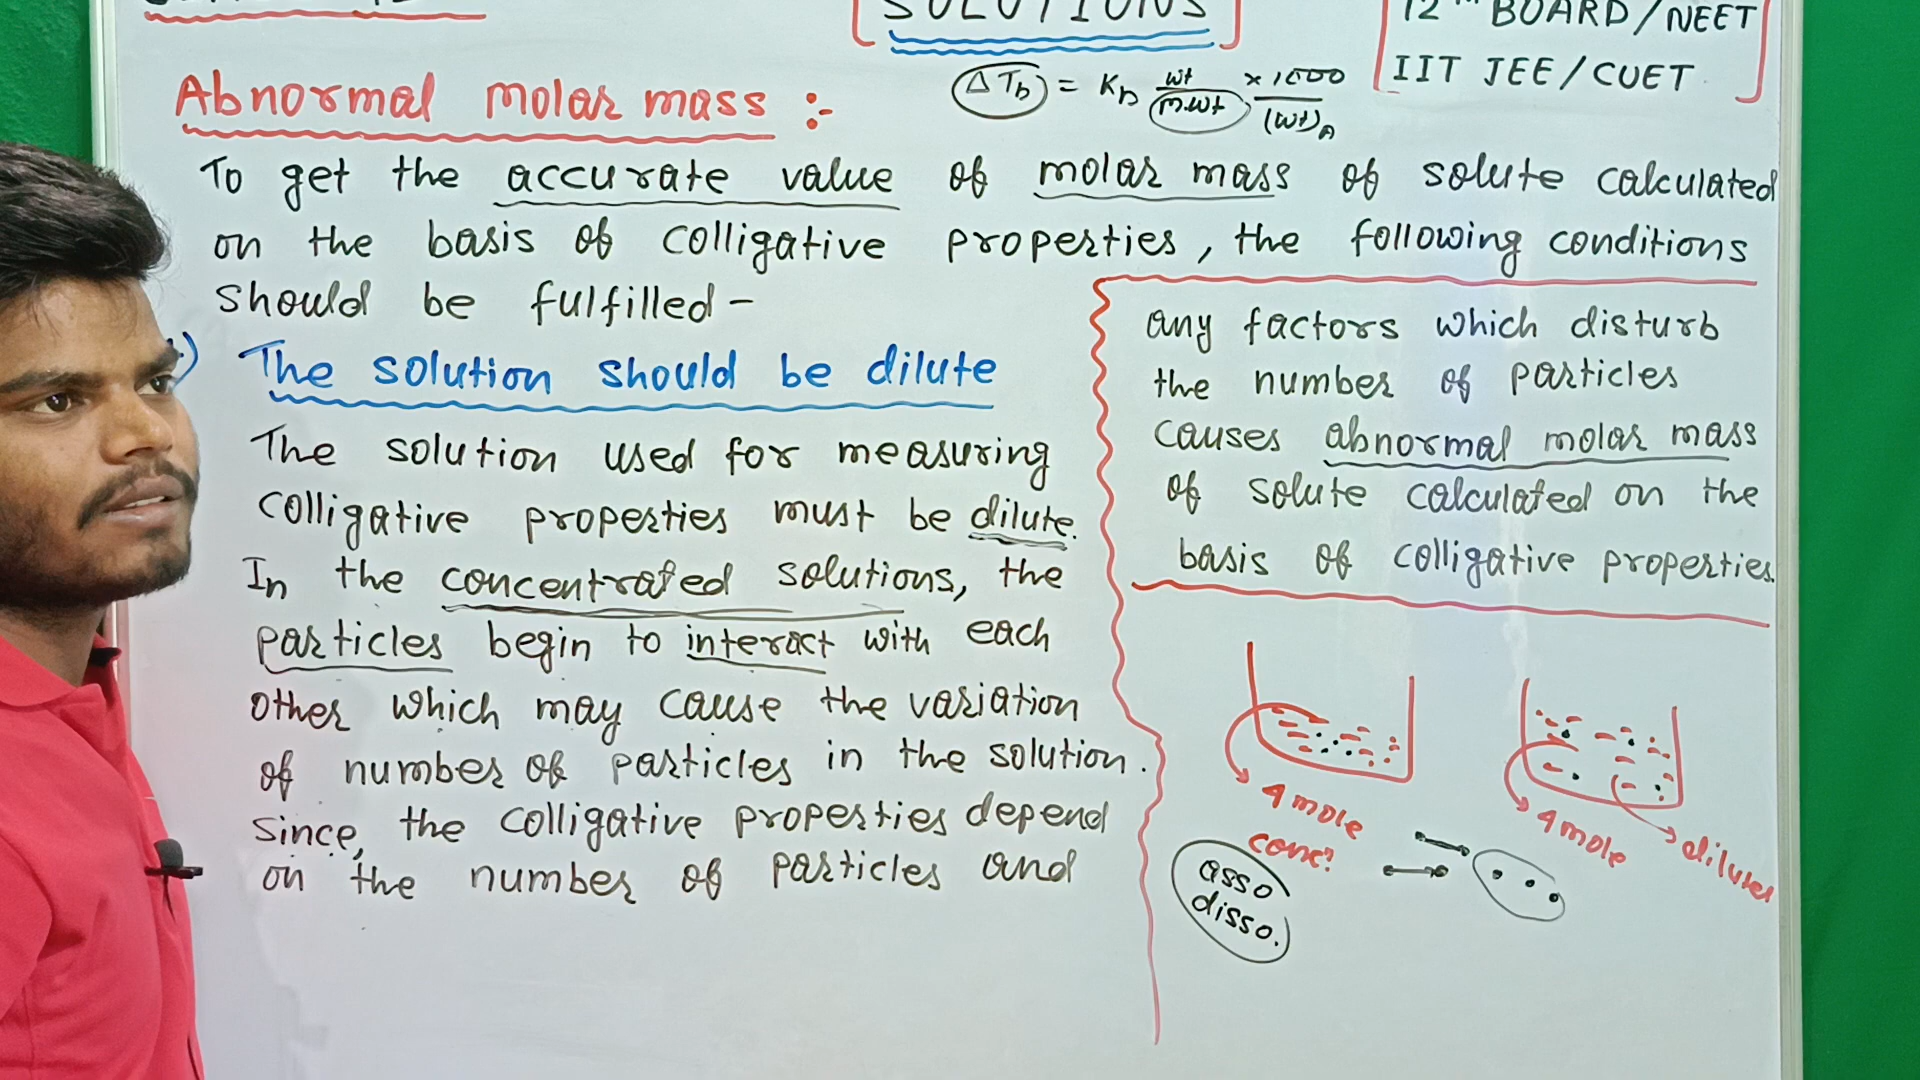 SOLUTIONS
12th BOARD / NEET
IIT JEE / CUET
Abnormal molar mass :-
ΔTb = Kb wt/m.wt × 1000/(wt)A
To get the accurate value of molar mass of solute calculated
on the basis of colligative properties, the following conditions
should be fulfilled -
The solution should be dilute
The solution used for measuring
colligative properties must be dilute.
In the concentrated solutions, the
particles begin to interact with each
other which may cause the variation
of number of particles in the solution.
Since, the colligative properties depend
on the number of particles and
any factors which disturb
the number of particles
causes abnormal molar mass
of solute calculated on the
basis of colligative properties.
4 mole
conc?
4 mole
dilute
asso
disso.